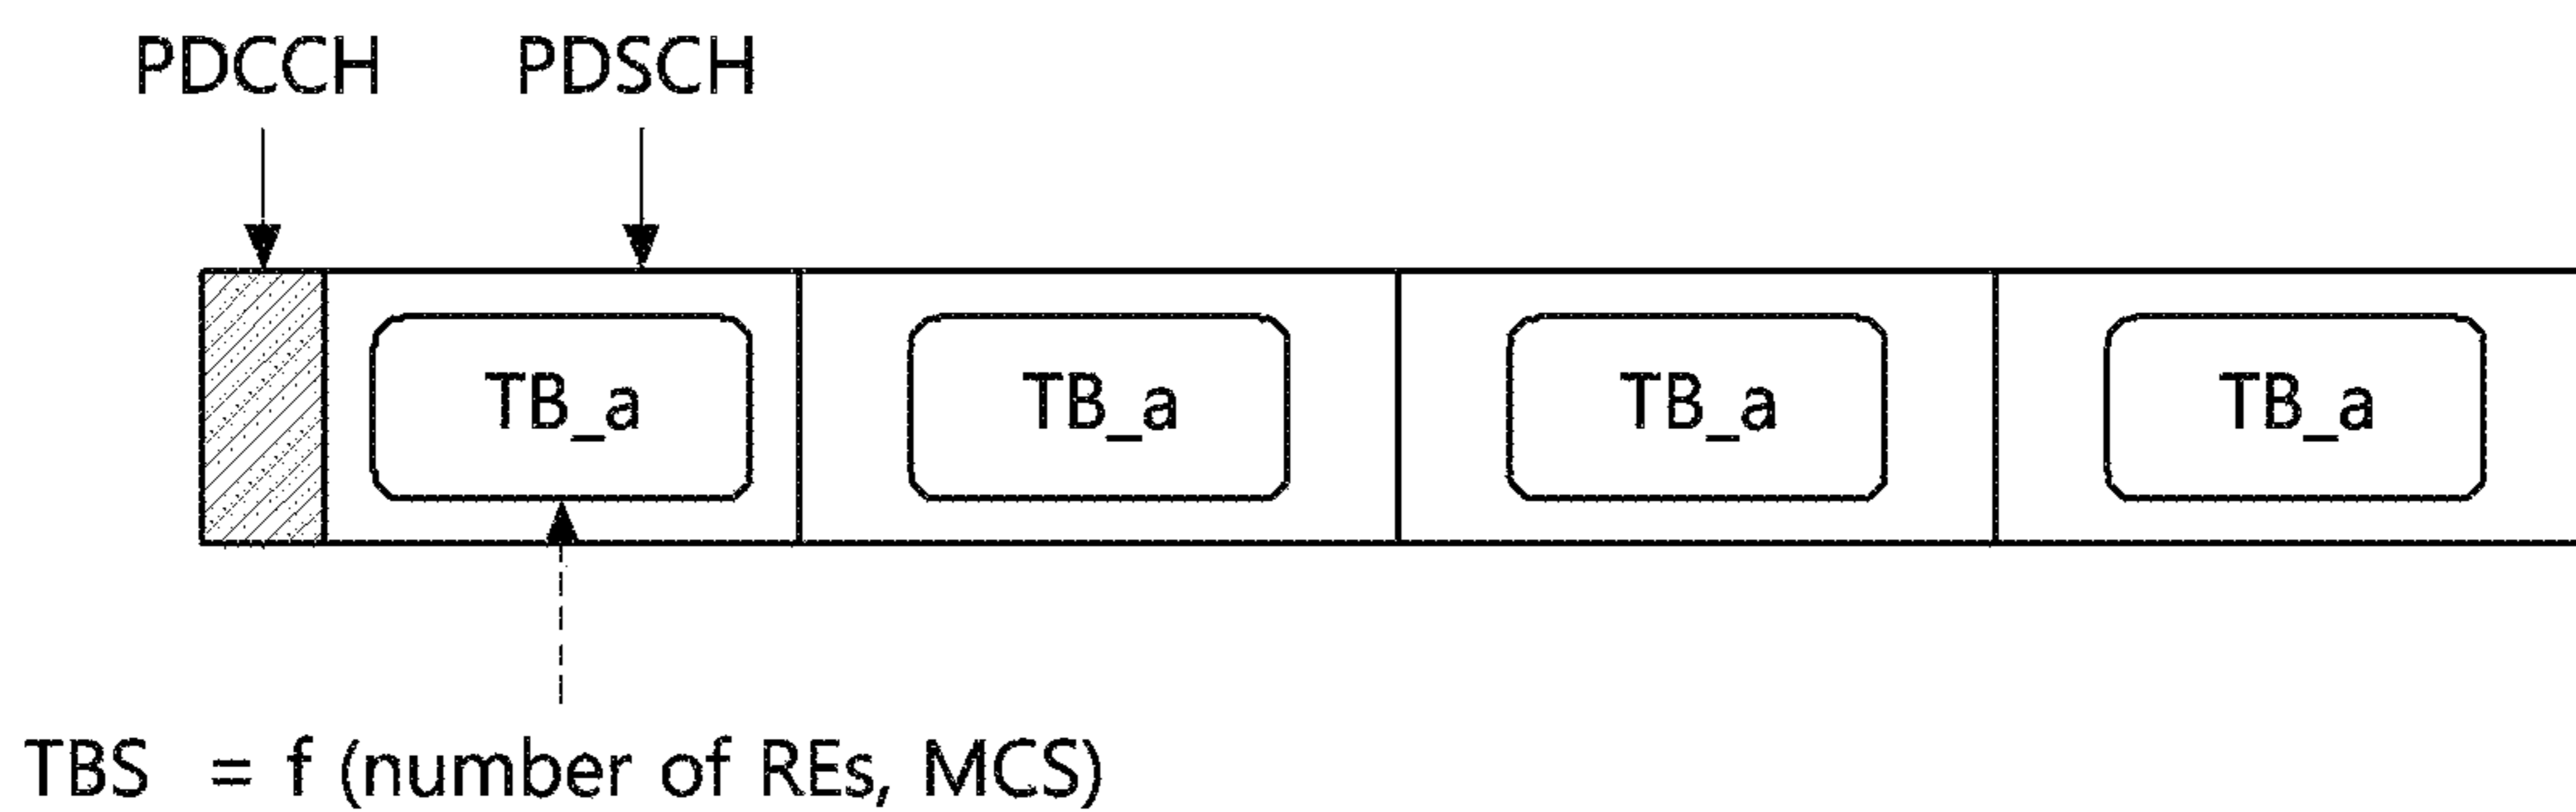 PDCCH PDSCH
TB_a TB_a TB_a TB_a
TBS = f (number of REs, MCS)